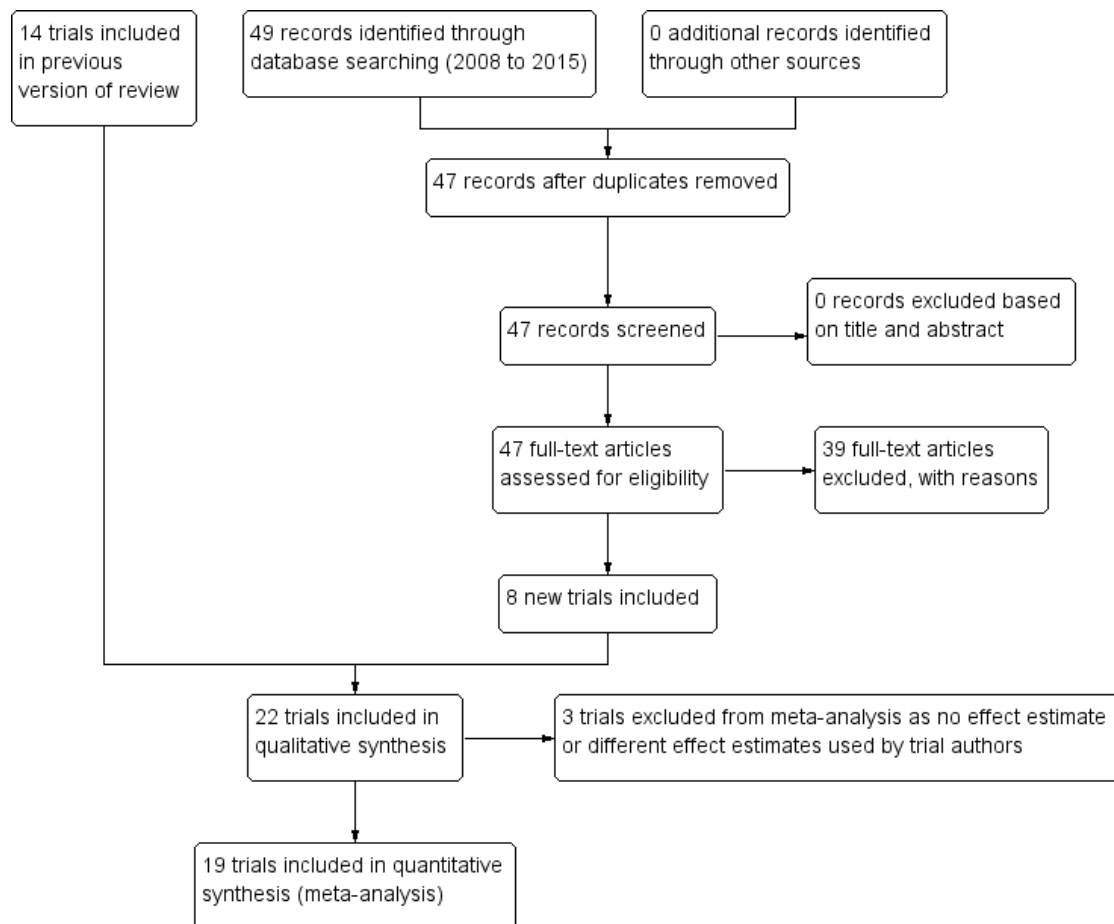 14 trials included
in previous
version of review
49 records identified through
database searching (2008 to 2015)
0 additional records identified
through other sources
47 records after duplicates removed
47 records screened
0 records excluded based
on title and abstract
47 full-text articles
assessed for eligibility
39 full-text articles
excluded, with reasons
8 new trials included
22 trials included in
qualitative synthesis
3 trials excluded from meta-analysis as no effect estimate
or different effect estimates used by trial authors
19 trials included in quantitative
synthesis (meta-analysis)